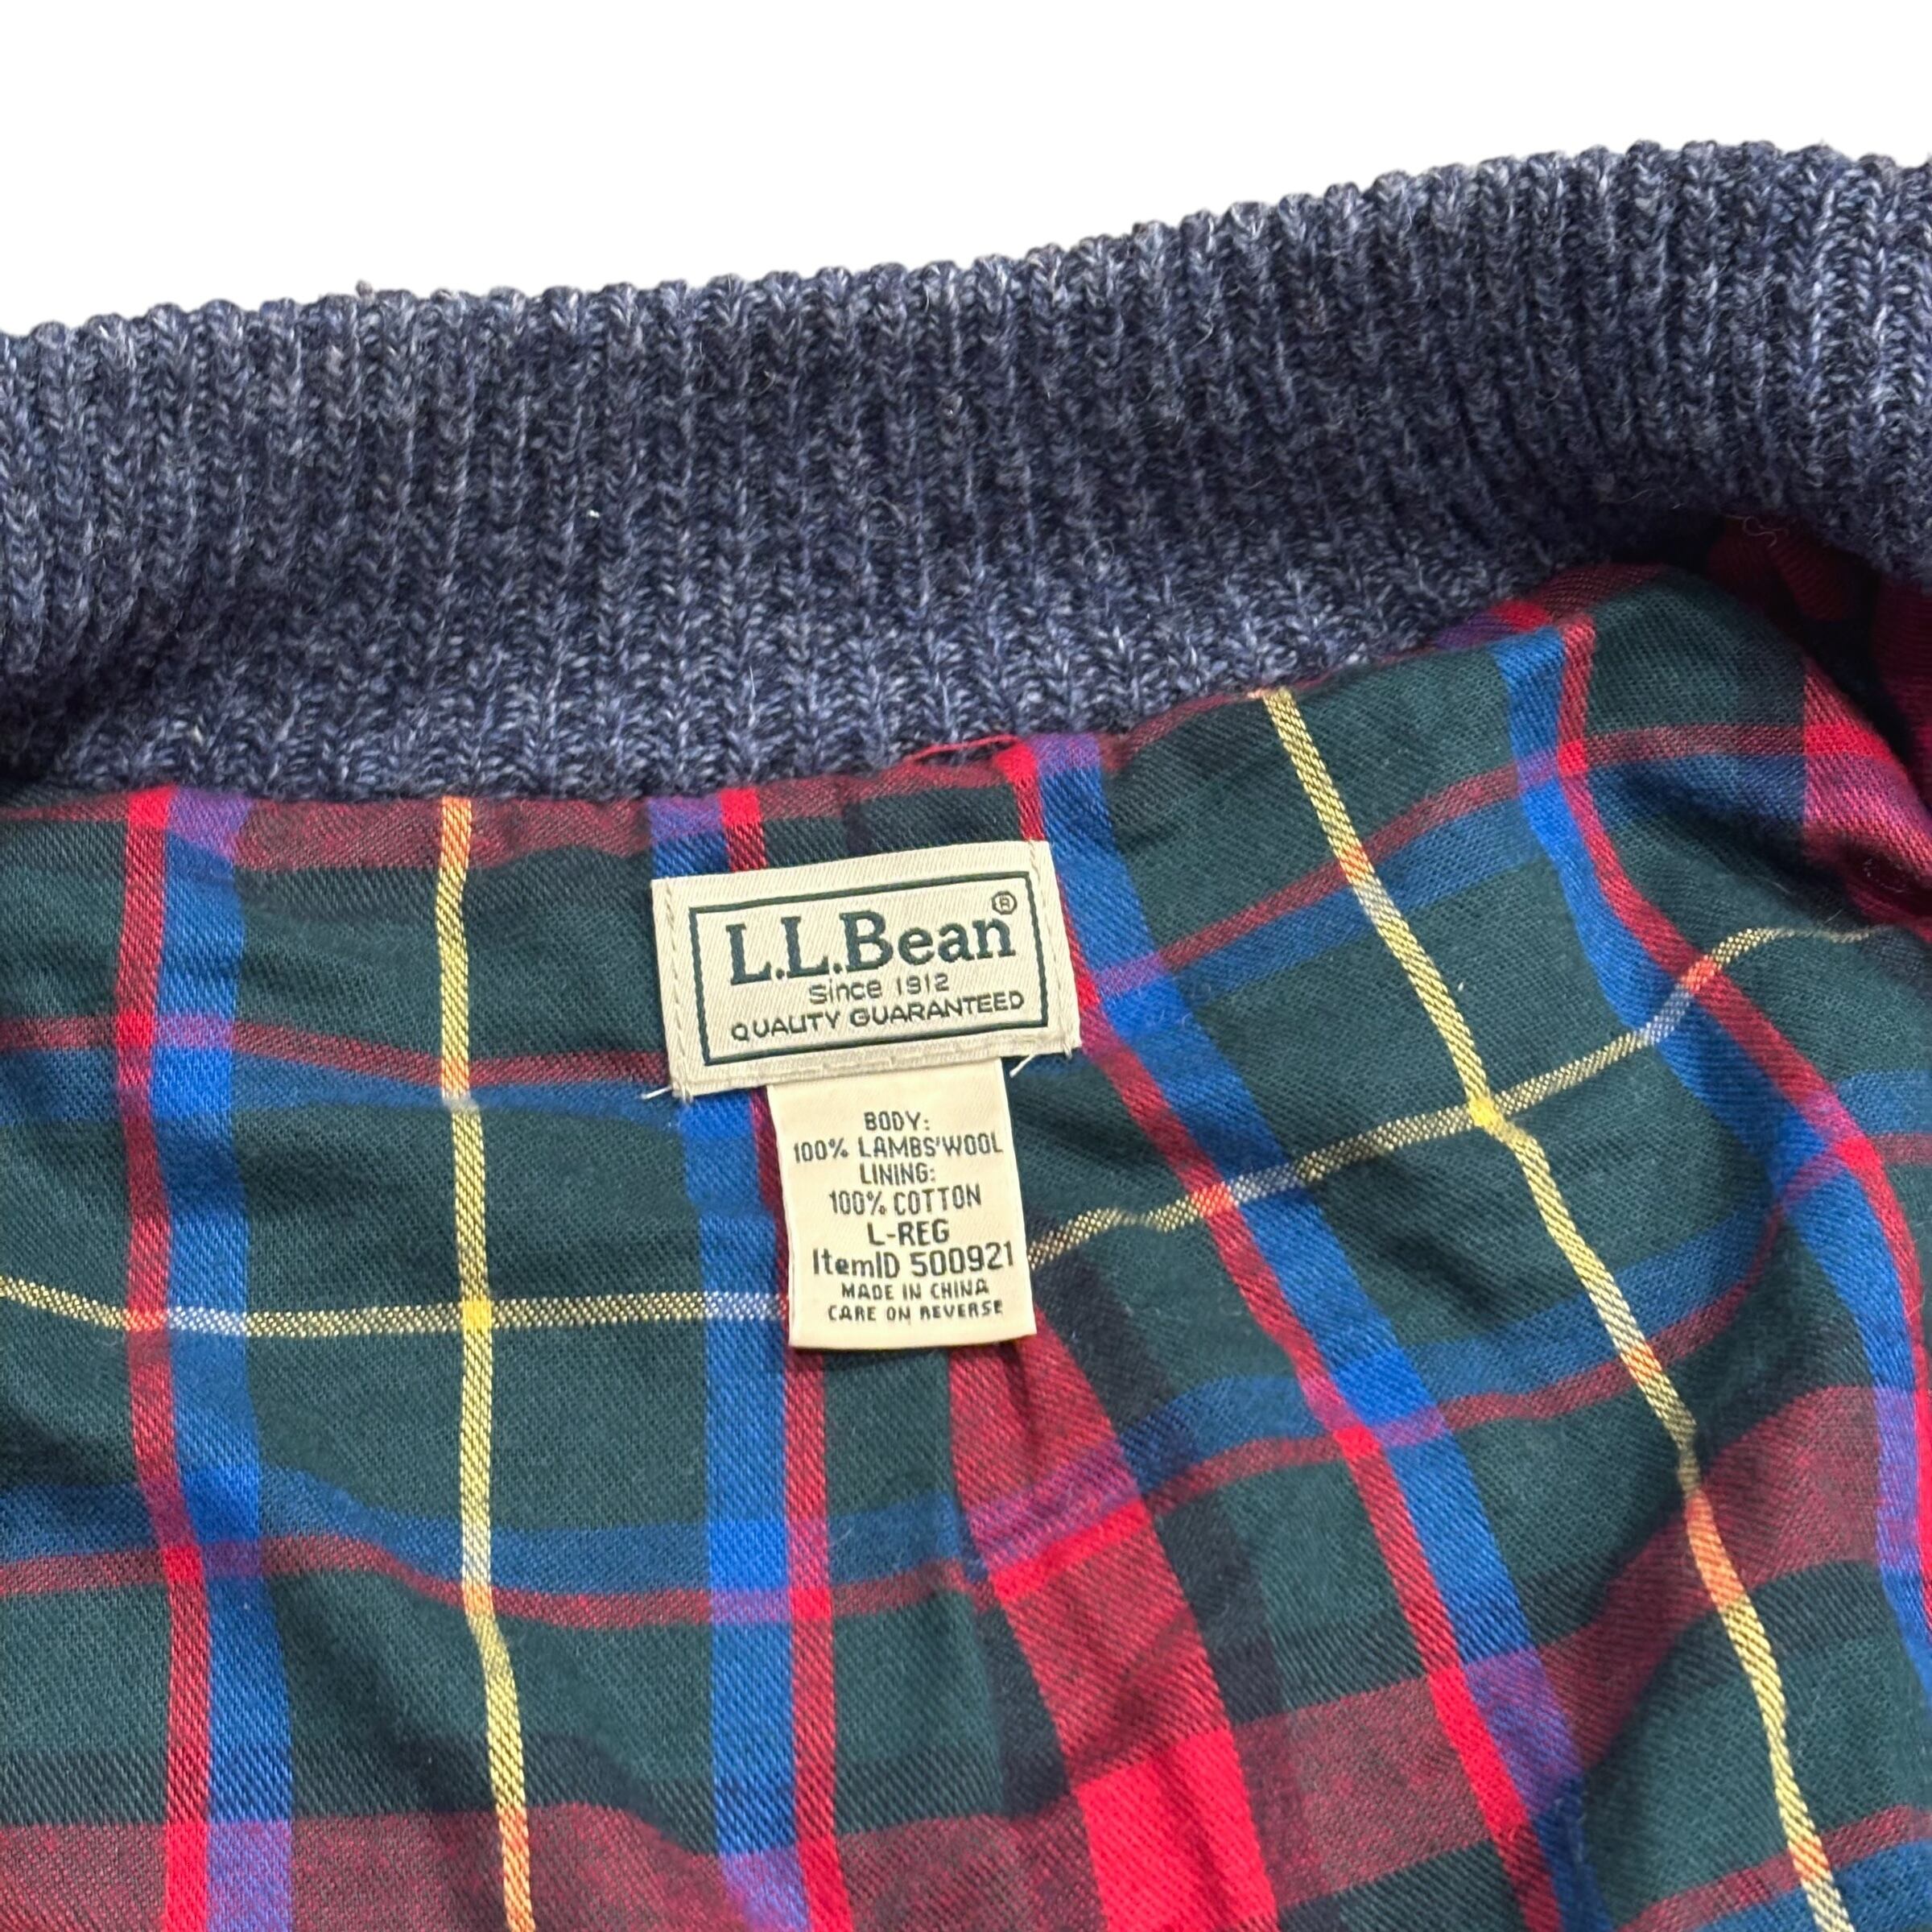 L.L.Bean®
Since 1912
QUALITY GUARANTEED
BODY:
100% LAMBS'WOOL
LINING:
100% COTTON
L-REG
ItemID 500921
MADE IN CHINA
CARE ON REVERSE